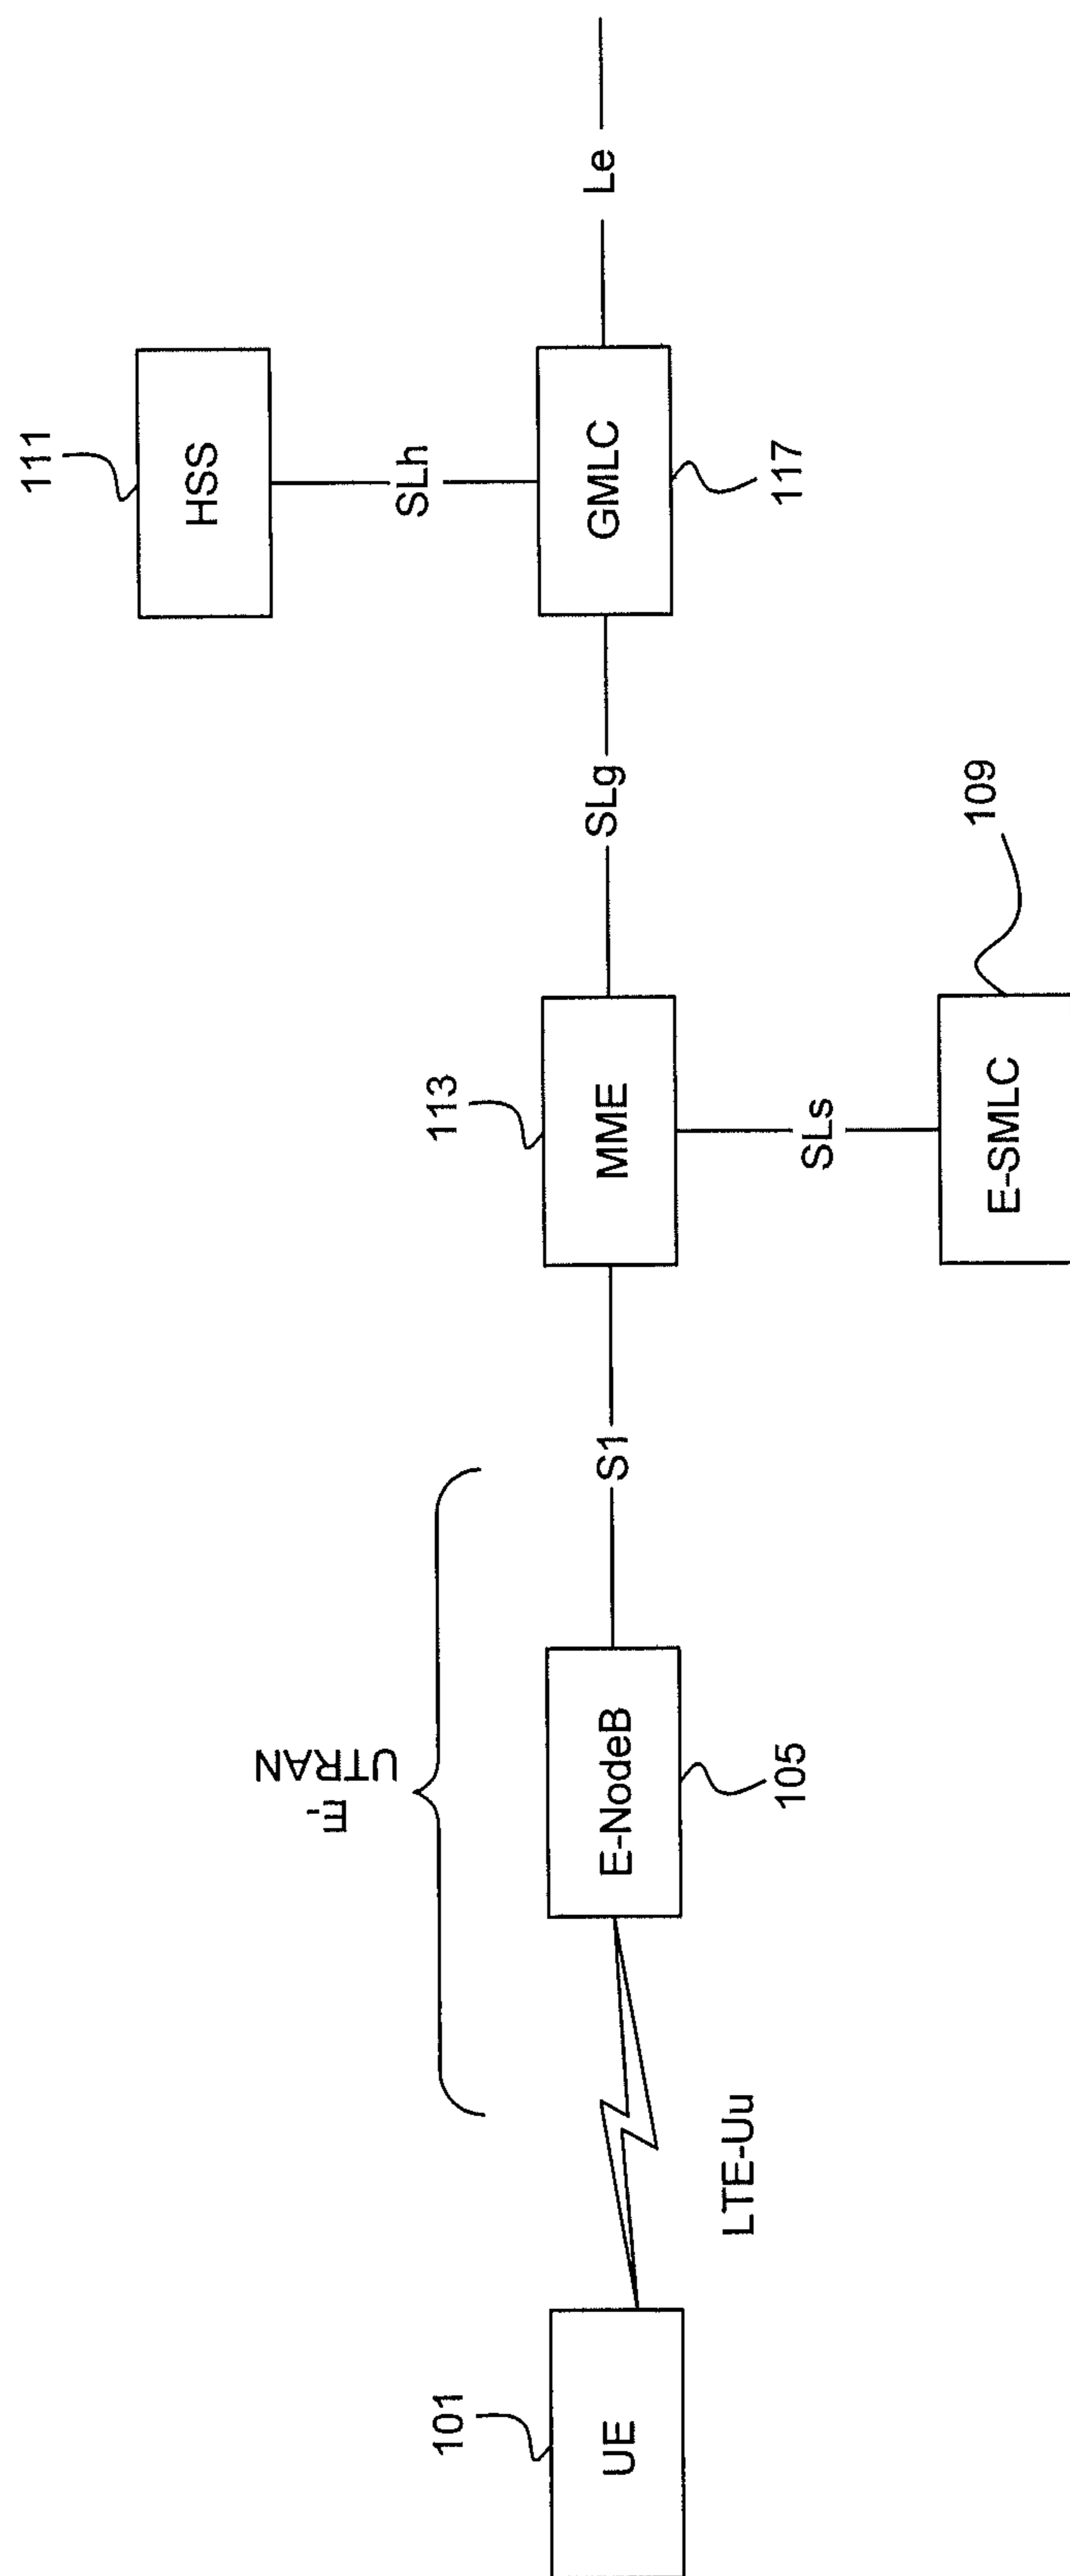 111
HSS
SLh
113
109
E-
UTRAN
101
UE
E-NodeB
S1
MME
SLg
GMLC
Le
LTE-Uu
105
SLs
117
E-SMLC